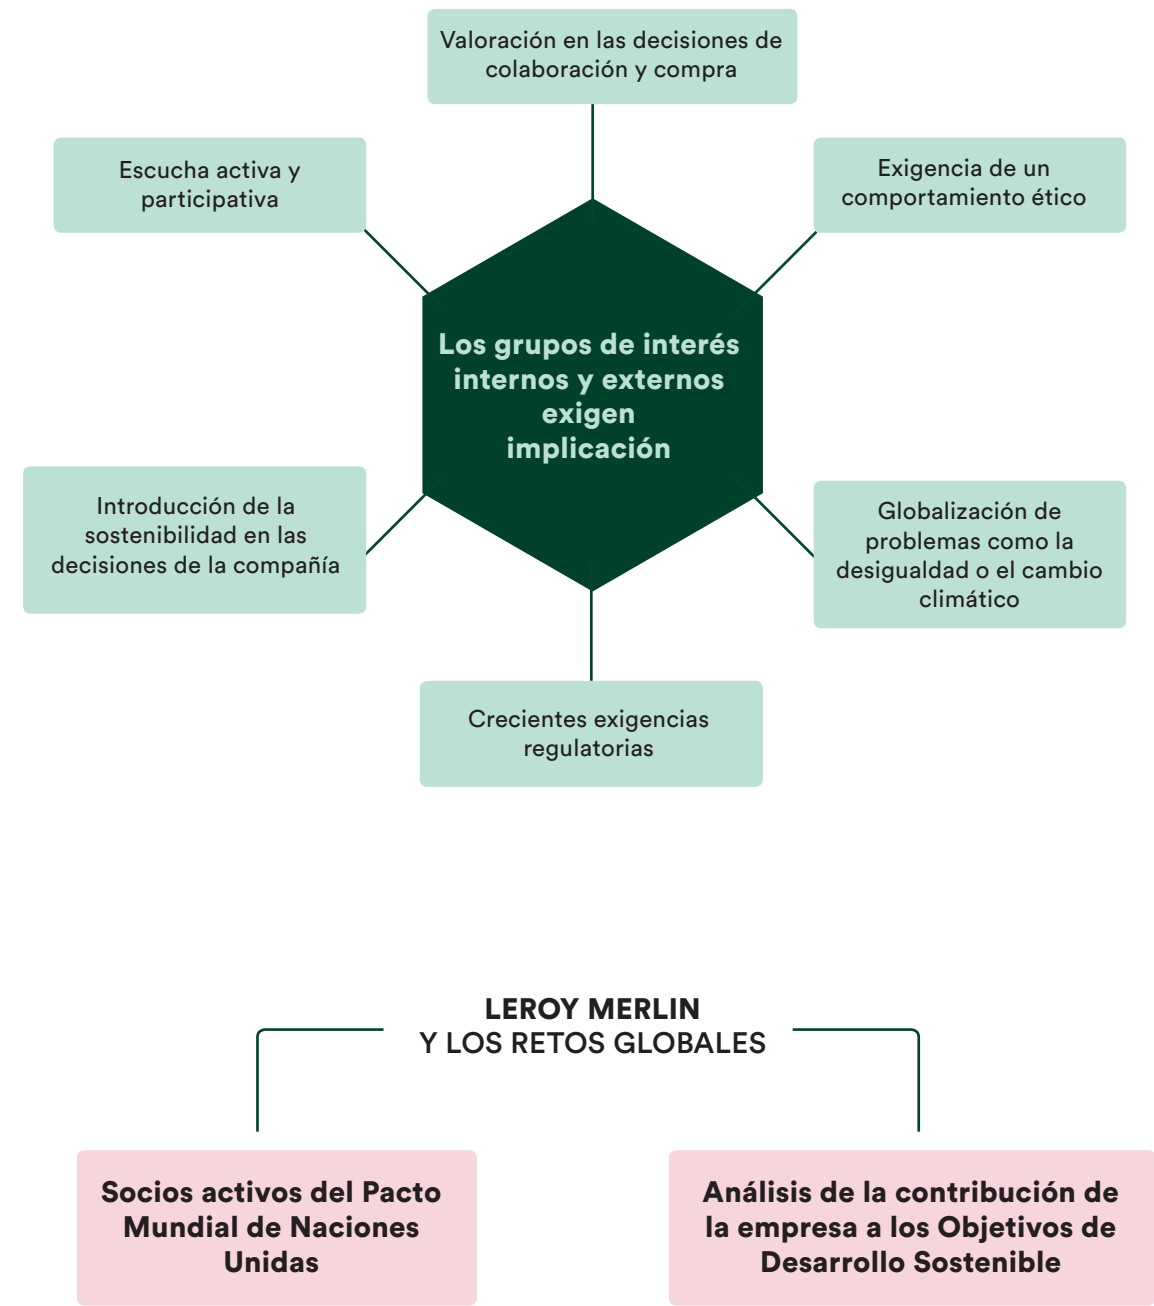 Valoración en las decisiones de
colaboración y compra
Escucha activa y
participativa
Exigencia de un
comportamiento ético
Los grupos de interés
internos y externos
exigen
implicación
Introducción de la
sostenibilidad en las
decisiones de la compañía
Globalización de
problemas como la
desigualdad o el cambio
climático
Crecientes exigencias
regulatorias
LEROY MERLIN
Y LOS RETOS GLOBALES
Socios activos del Pacto
Mundial de Naciones
Unidas
Análisis de la contribución de
la empresa a los Objetivos de
Desarrollo Sostenible